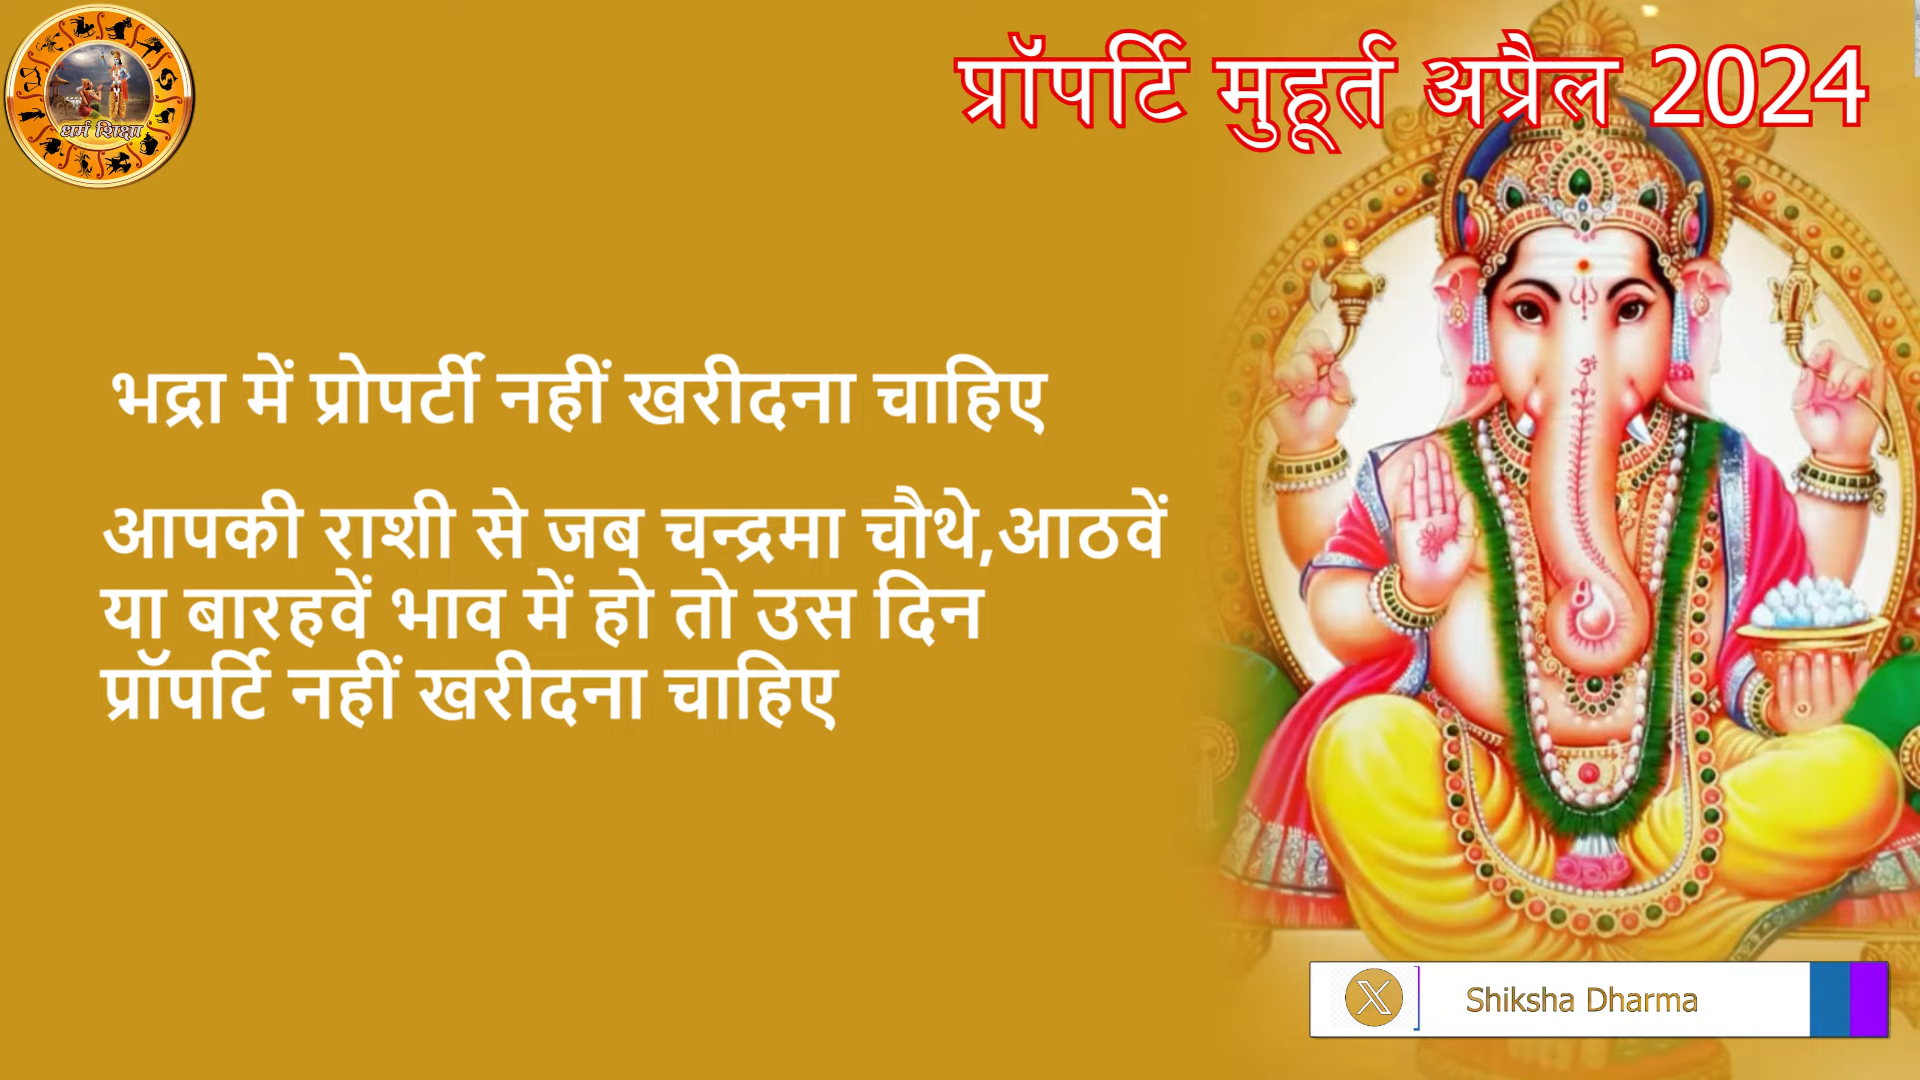 धर्म शिक्षा
प्रॉपर्टि मुहूर्त अप्रैल 2024
भद्रा में प्रोपर्टी नहीं खरीदना चाहिए
आपकी राशी से जब चन्द्रमा चौथे,आठवें
या बारहवें भाव में हो तो उस दिन
प्रॉपर्टि नहीं खरीदना चाहिए
ॐ
Shiksha Dharma